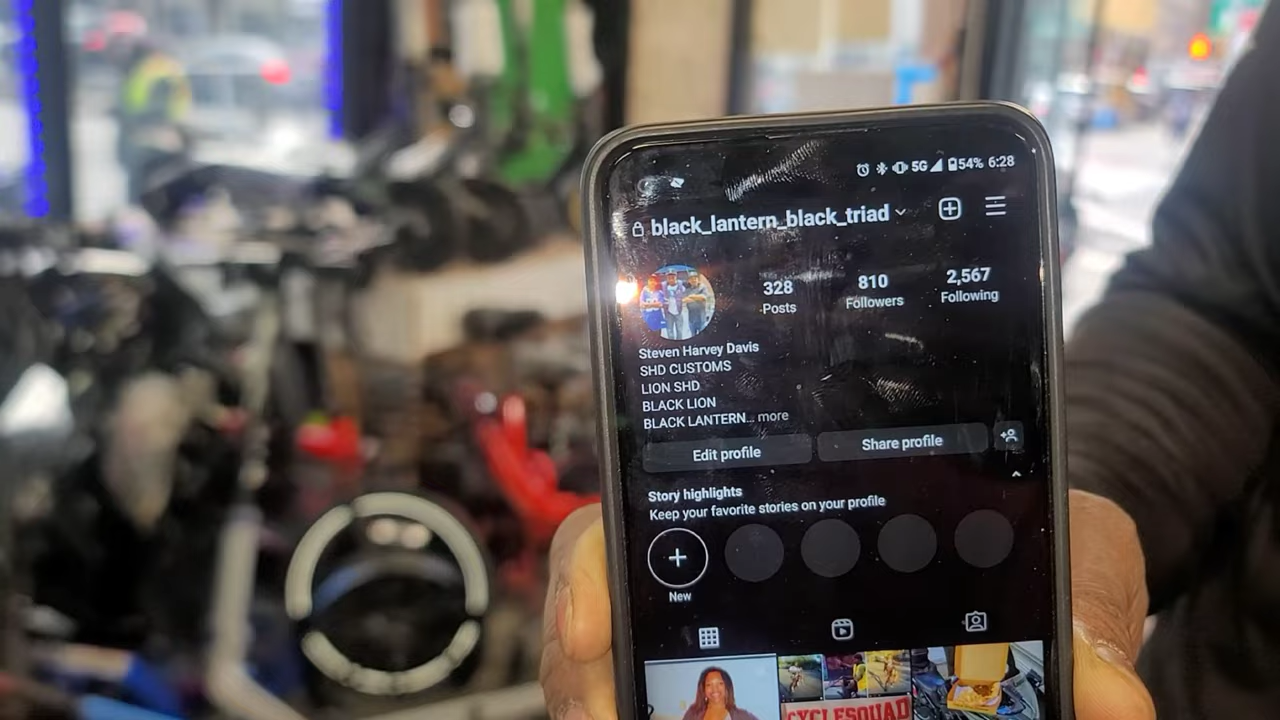 5G 54% 6:28
black_lantern_black_triad
328 810 2,567
Posts Followers Following
Steven Harvey Davis
SHD CUSTOMS
LION SHD
BLACK LION
BLACK LANTERN... more
Edit profile Share profile
Story highlights
Keep your favorite stories on your profile
New
CYCLESQUAD